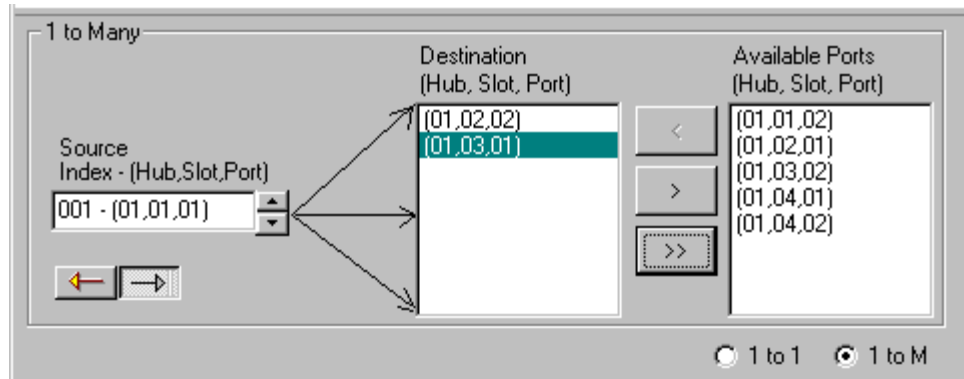 1 to Many
Destination
(Hub, Slot, Port)
Available Ports
(Hub, Slot, Port)
Source
Index - (Hub,Slot,Port)
001 - (01,01,01)
(01,02,02)
(01,03,01)
<
>
>>
(01,01,02)
(01,02,01)
(01,03,02)
(01,04,01)
(01,04,02)
1 to 1
1 to M